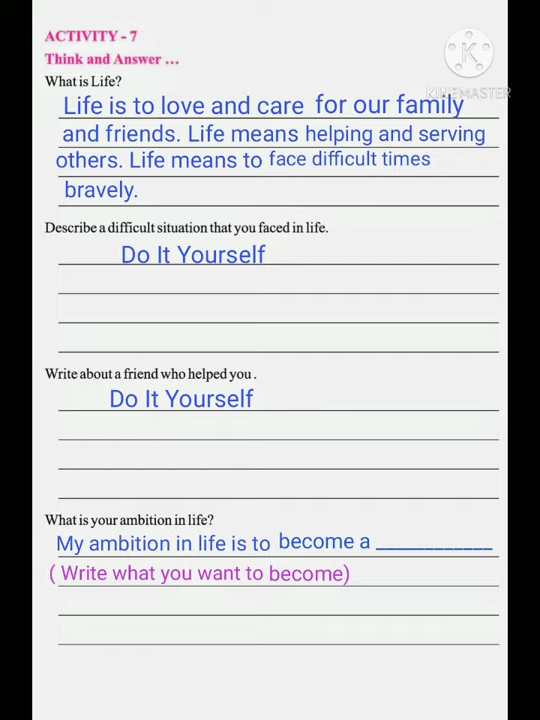 ACTIVITY - 7
Think and Answer ...
KINEMASTER
What is Life?
Life is to love and care for our family
and friends. Life means helping and serving
others. Life means to face difficult times
bravely.
Describe a difficult situation that you faced in life.
Do It Yourself
Write about a friend who helped you .
Do It Yourself
What is your ambition in life?
My ambition in life is to become a ____________
( Write what you want to become)